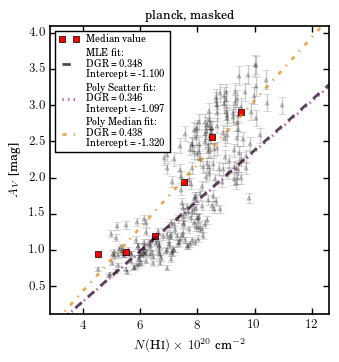 planck, masked
4.0
3.5
3.0
2.5
2.0
1.5
1.0
0.5
A_V [mag]
Median value
MLE fit:
DGR = 0.348
Intercept = -1.100
Poly Scatter fit:
DGR = 0.346
Intercept = -1.097
Poly Median fit:
DGR = 0.438
Intercept = -1.320
4 6 8 10 12
N(HI) × 10^20 cm^−2